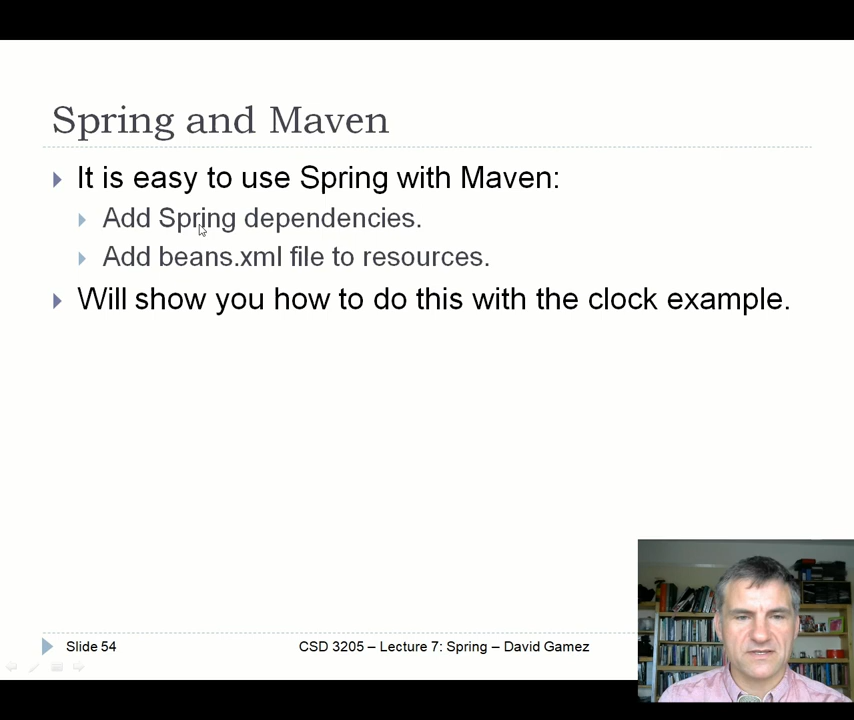 Spring and Maven
It is easy to use Spring with Maven:
Add Spring dependencies.
Add beans.xml file to resources.
Will show you how to do this with the clock example.
Slide 54
CSD 3205 – Lecture 7: Spring – David Gamez